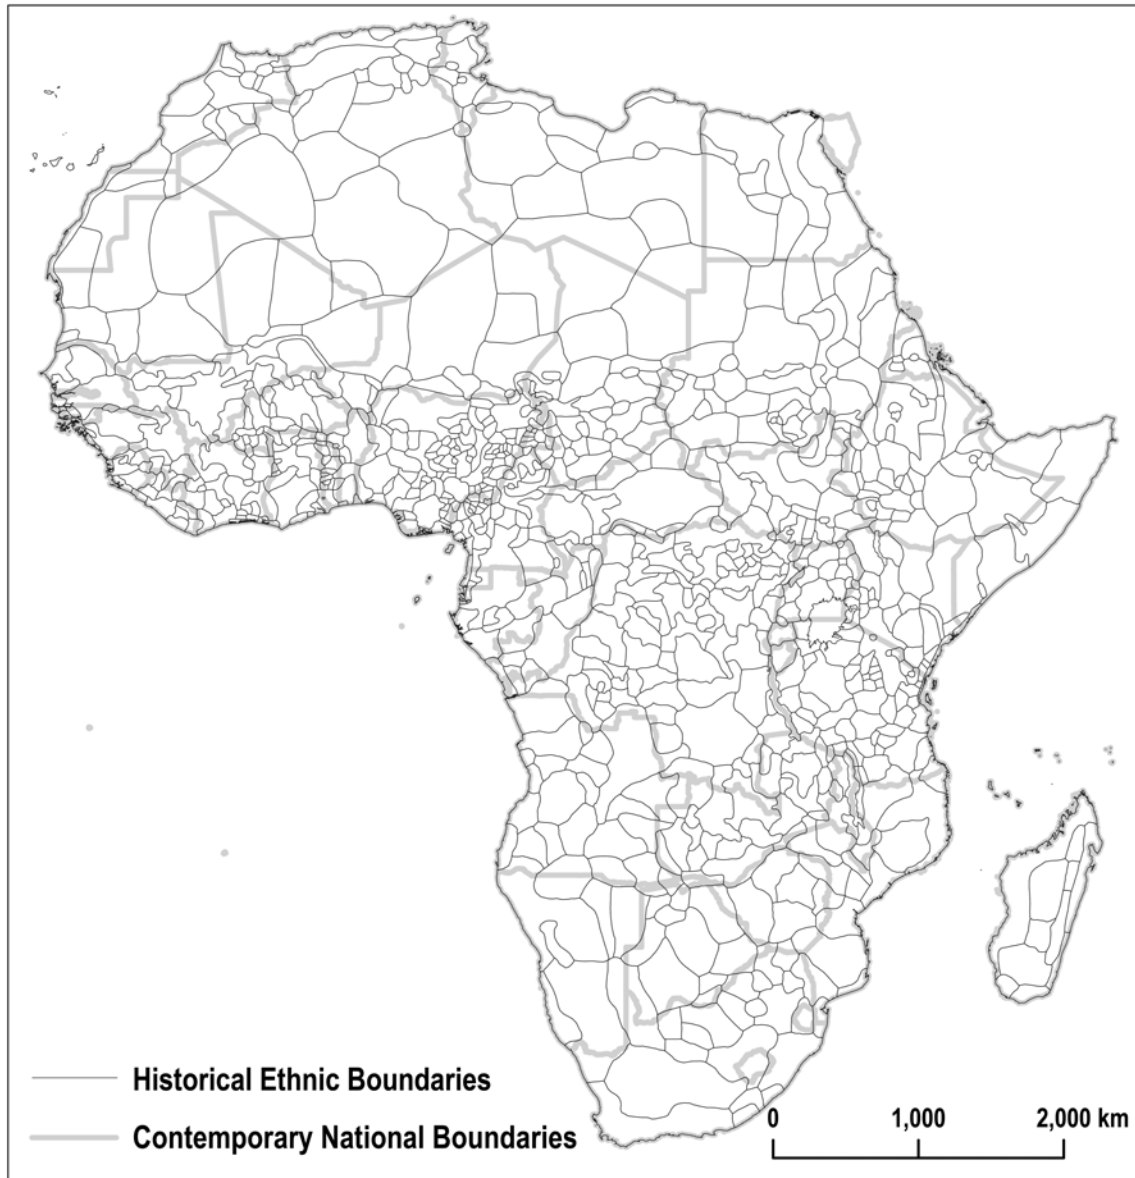 Historical Ethnic Boundaries
Contemporary National Boundaries
0 1,000 2,000 km